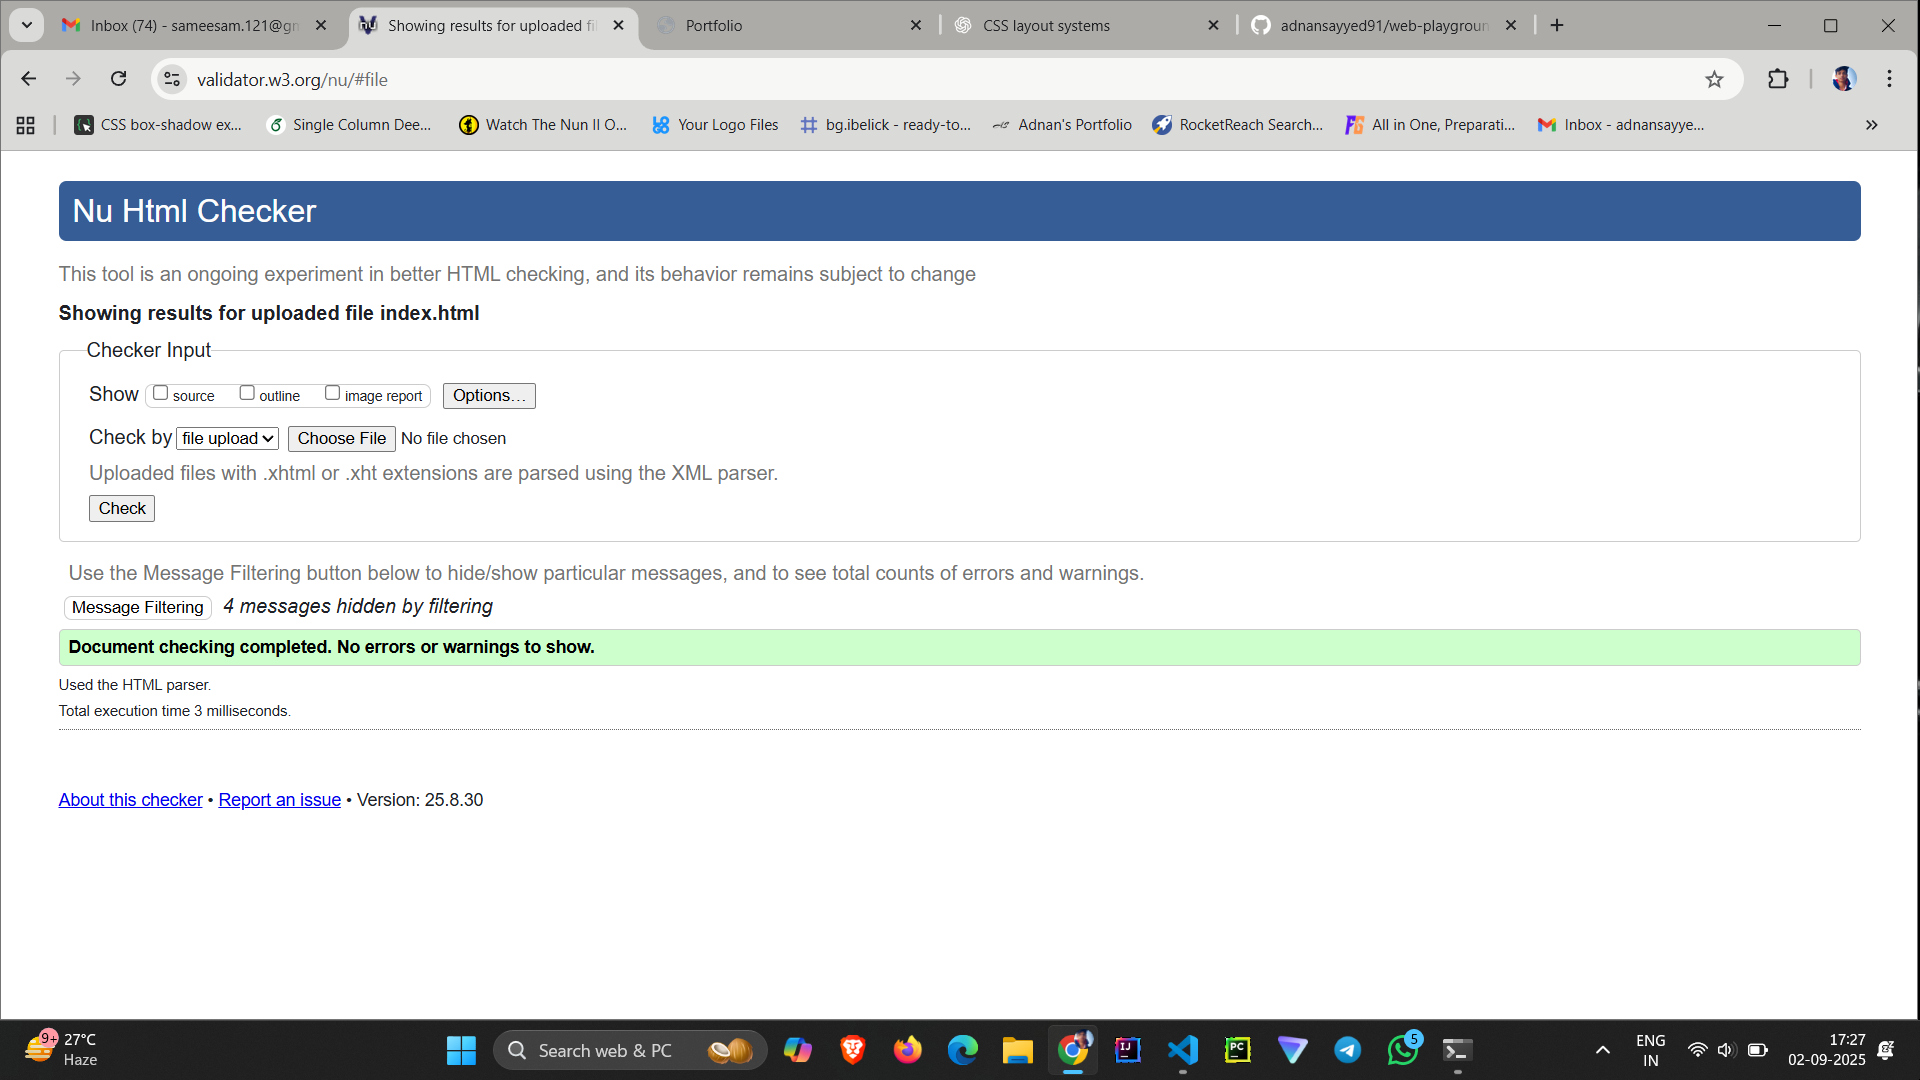 Inbox (74) - sameesam.121@gm
Showing results for uploaded fi
Portfolio
CSS layout systems
adnansayyed91/web-playgroun
validator.w3.org/nu/#file
CSS box-shadow ex...
Single Column Dee...
Watch The Nun II O...
Your Logo Files
bg.ibelick - ready-to...
Adnan's Portfolio
RocketReach Search...
All in One, Preparati...
Inbox - adnansayye...
Nu Html Checker
This tool is an ongoing experiment in better HTML checking, and its behavior remains subject to change
Showing results for uploaded file index.html
Checker Input
Show source outline image report Options...
Check by file upload Choose File No file chosen
Uploaded files with .xhtml or .xht extensions are parsed using the XML parser.
Check
Use the Message Filtering button below to hide/show particular messages, and to see total counts of errors and warnings.
Message Filtering 4 messages hidden by filtering
Document checking completed. No errors or warnings to show.
Used the HTML parser.
Total execution time 3 milliseconds.
About this checker • Report an issue • Version: 25.8.30
9+
27°C
Haze
Search web & PC
IJ
PC
5
ENG
IN
17:27
02-09-2025